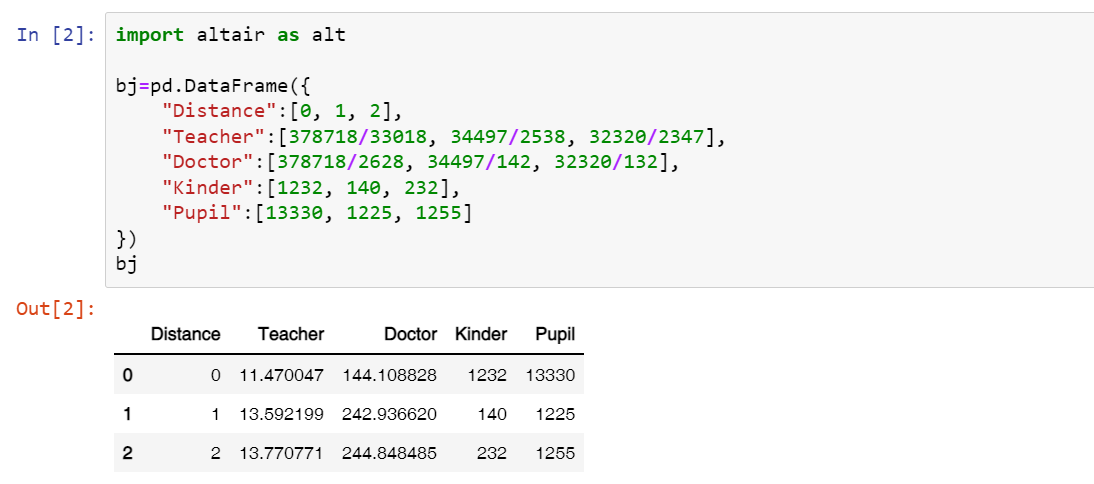 In [2]: import altair as alt
bj=pd.DataFrame({
    "Distance":[0, 1, 2],
    "Teacher":[378718/33018, 34497/2538, 32320/2347],
    "Doctor":[378718/2628, 34497/142, 32320/132],
    "Kinder":[1232, 140, 232],
    "Pupil":[13330, 1225, 1255]
})
bj
Out[2]:
Distance Teacher Doctor Kinder Pupil
0 0 11.470047 144.108828 1232 13330
1 1 13.592199 242.936620 140 1225
2 2 13.770771 244.848485 232 1255